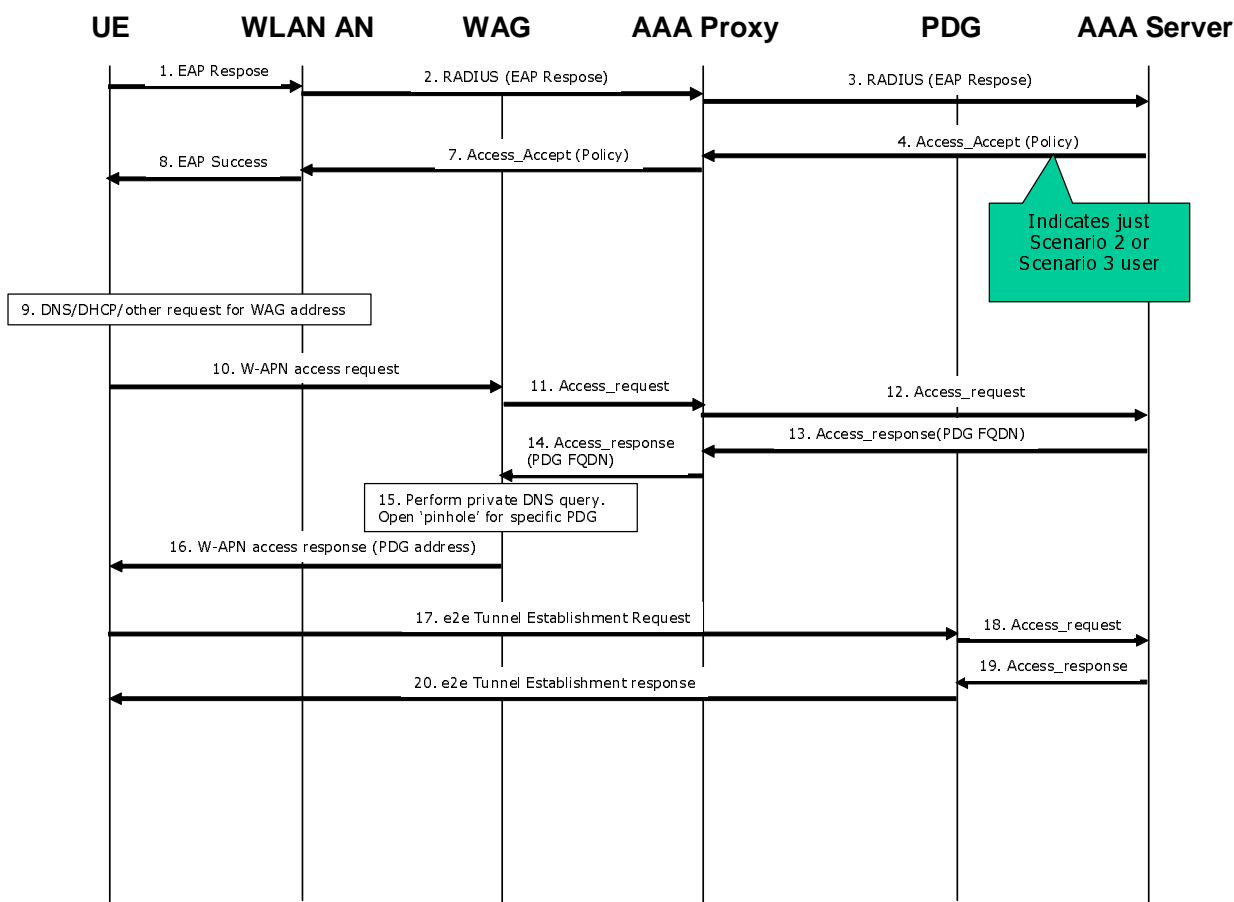 UE WLAN AN WAG AAA Proxy PDG AAA Server
1. EAP Respose
2. RADIUS (EAP Respose)
3. RADIUS (EAP Respose)
4. Access_Accept (Policy)
7. Access_Accept (Policy)
8. EAP Success
Indicates just
Scenario 2 or
Scenario 3 user
9. DNS/DHCP/other request for WAG address
10. W-APN access request
11. Access_request
12. Access_request
13. Access_response(PDG FQDN)
14. Access_response
(PDG FQDN)
15. Perform private DNS query.
Open ‘pinhole’ for specific PDG
16. W-APN access response (PDG address)
17. e2e Tunnel Establishment Request
18. Access_request
19. Access_response
20. e2e Tunnel Establishment response